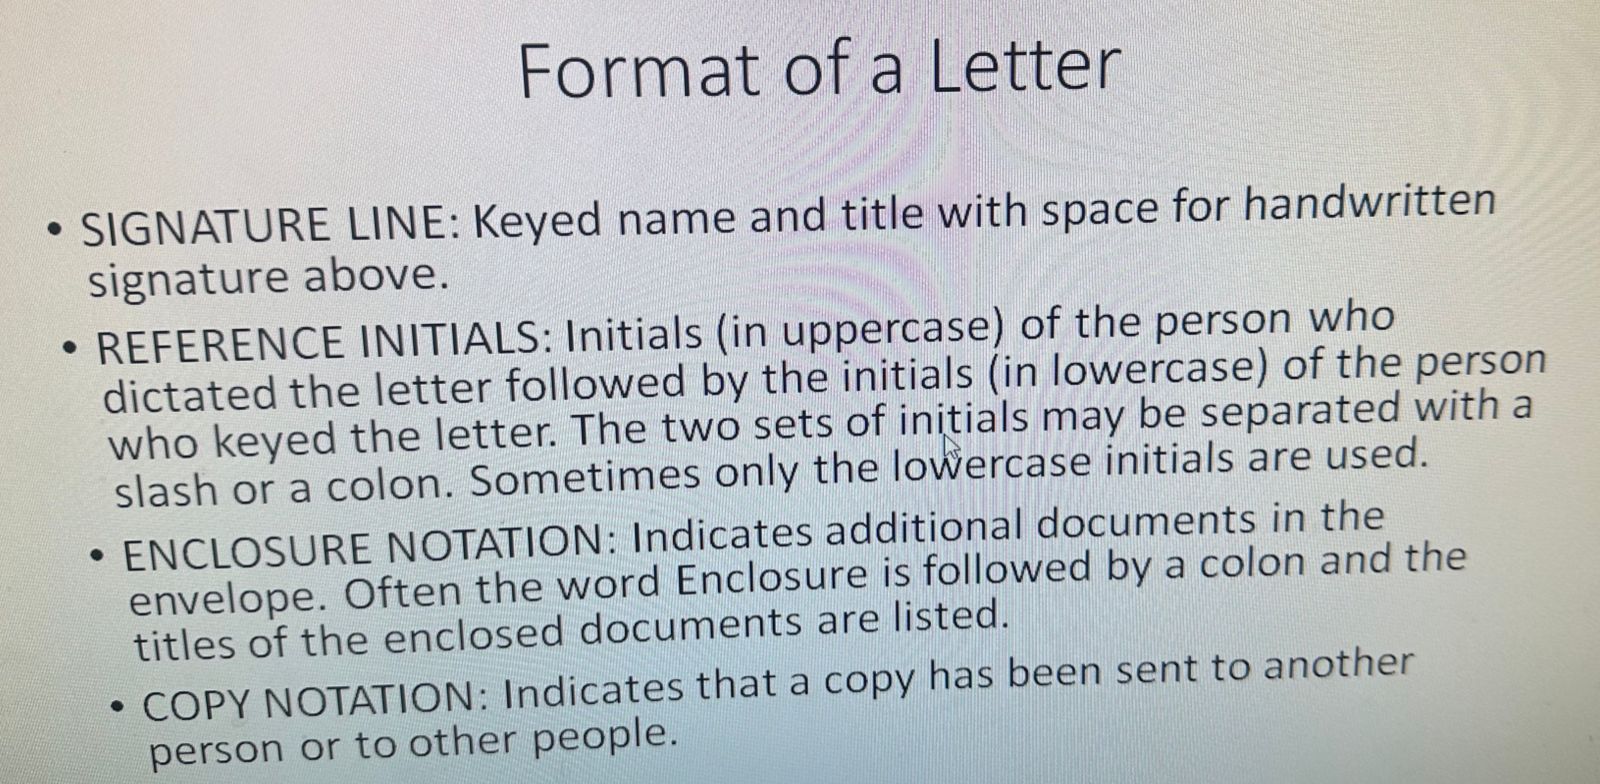 Format of a Letter
• SIGNATURE LINE: Keyed name and title with space for handwritten
signature above.
• REFERENCE INITIALS: Initials (in uppercase) of the person who
dictated the letter followed by the initials (in lowercase) of the person
who keyed the letter. The two sets of initials may be separated with a
slash or a colon. Sometimes only the lowercase initials are used.
• ENCLOSURE NOTATION: Indicates additional documents in the
envelope. Often the word Enclosure is followed by a colon and the
titles of the enclosed documents are listed.
• COPY NOTATION: Indicates that a copy has been sent to another
person or to other people.